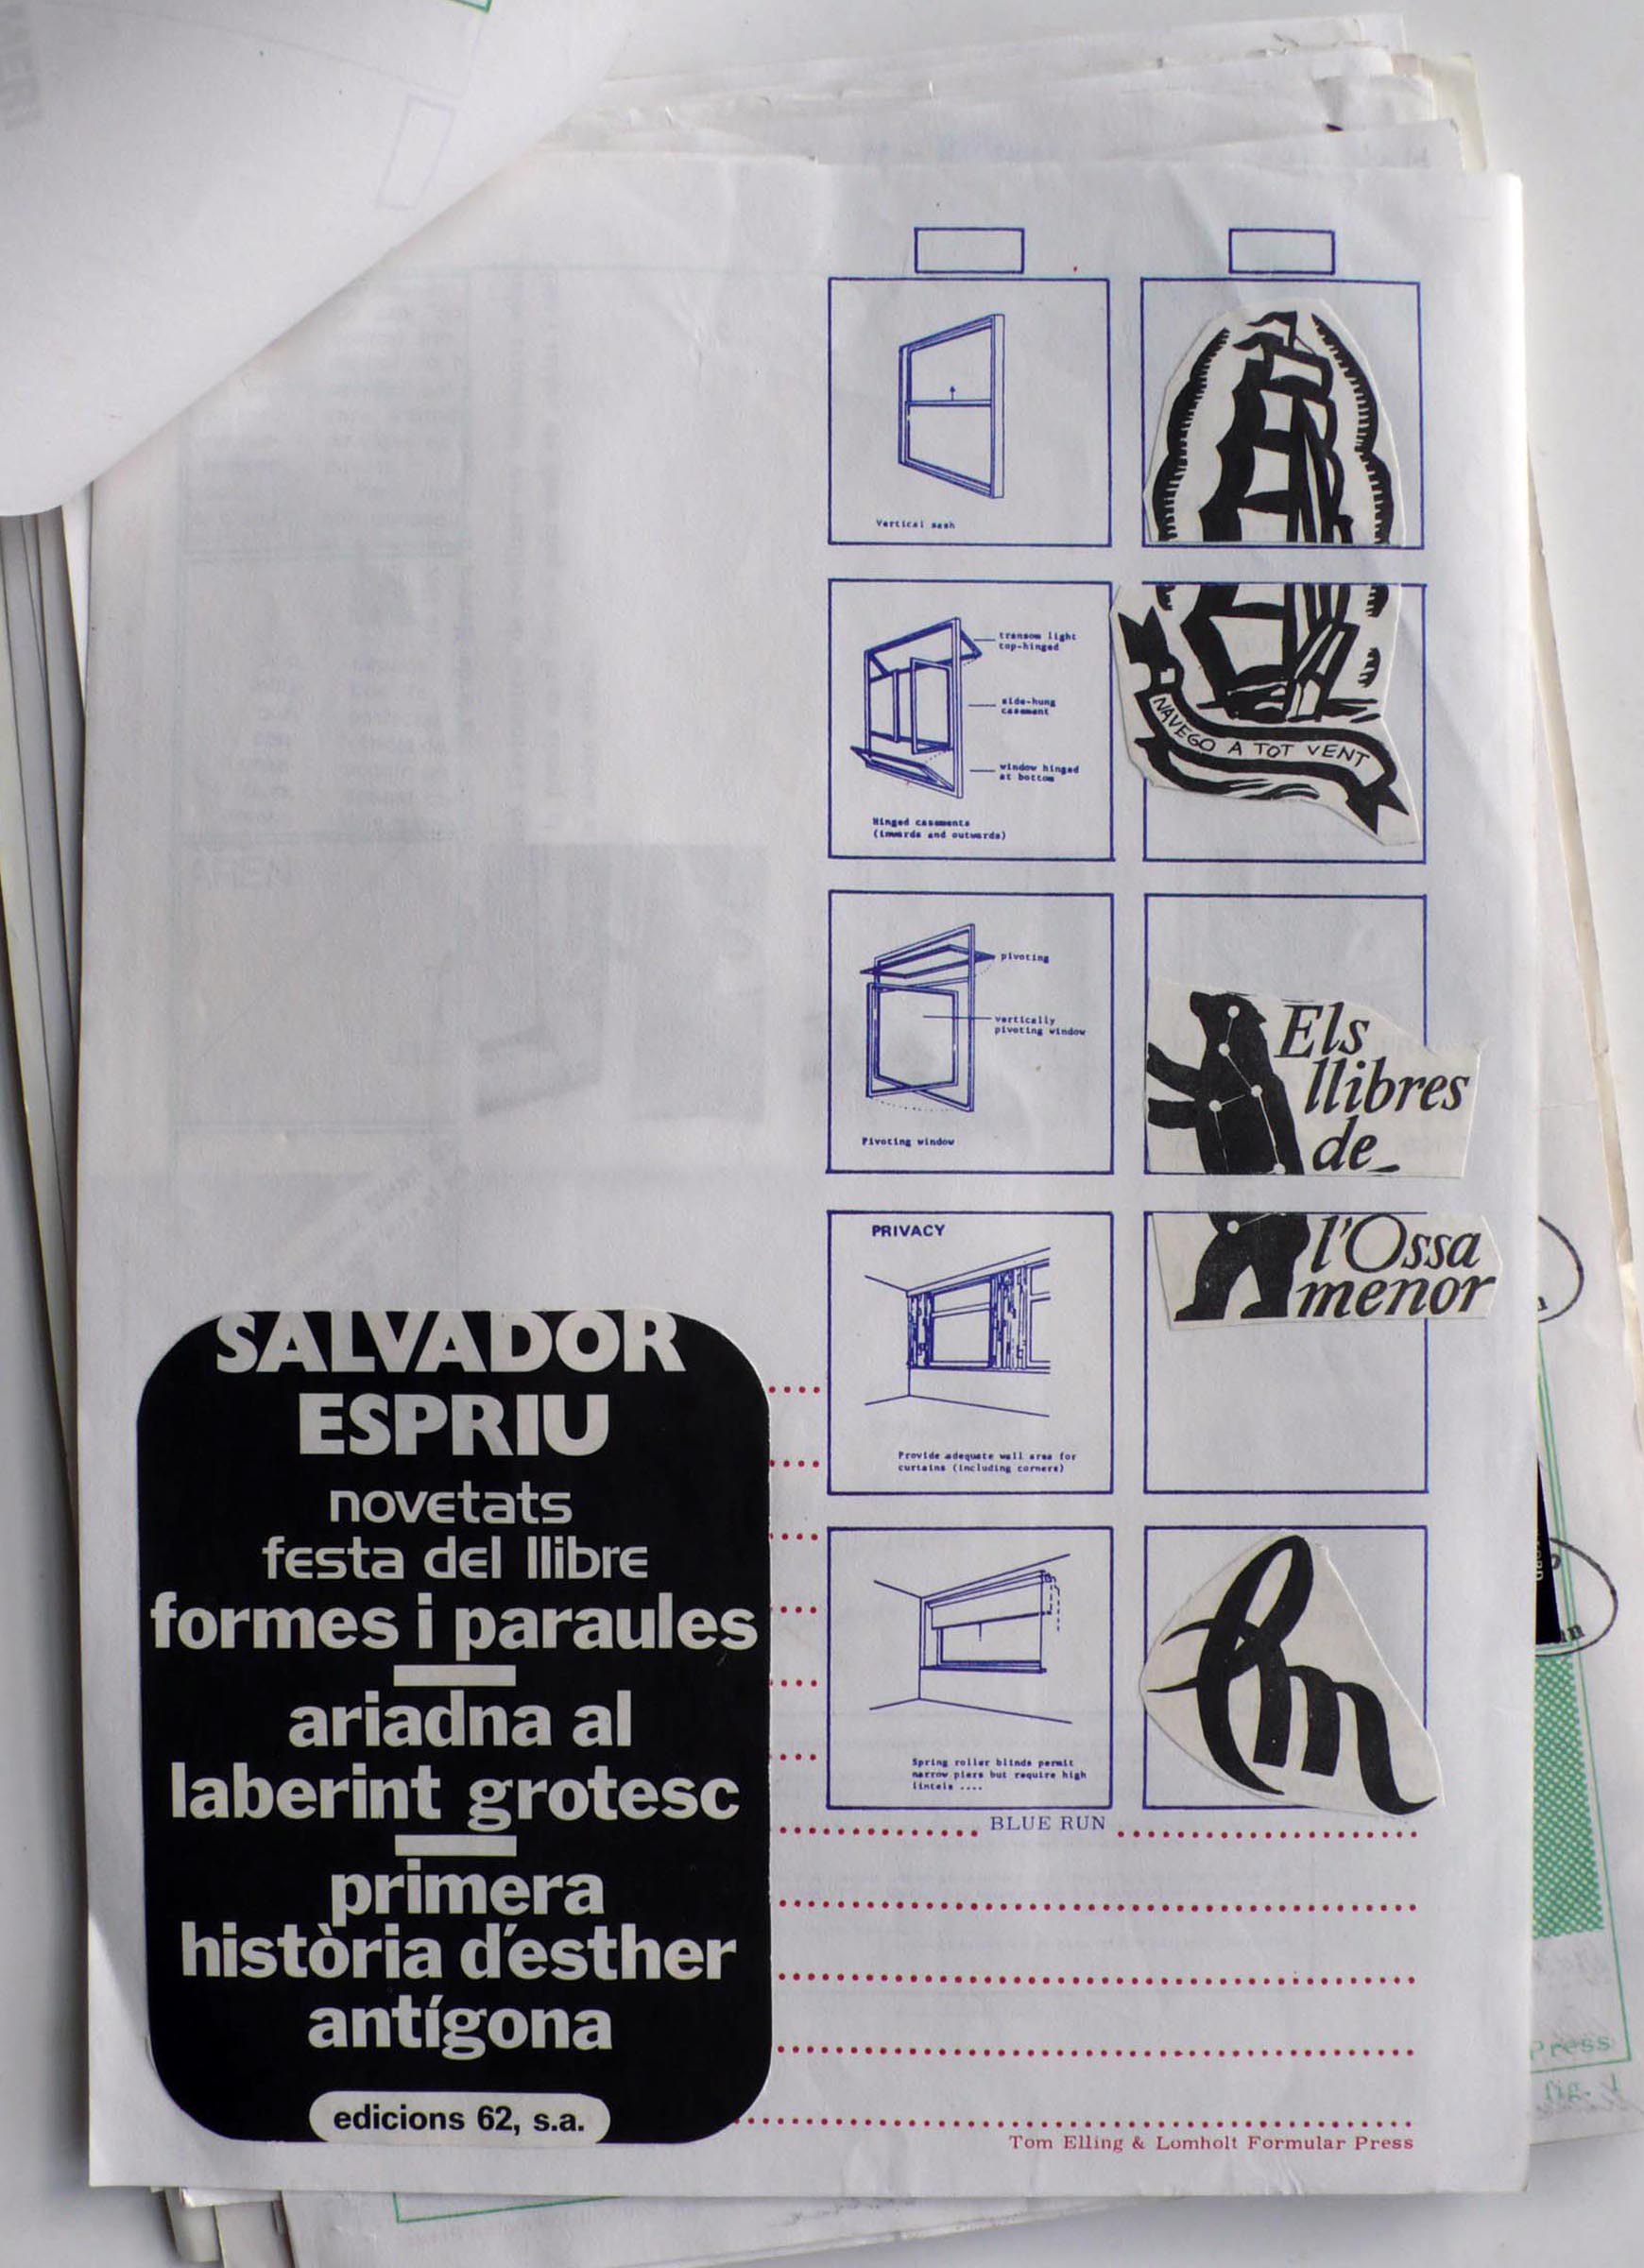 Vertical sash
transom light
top-hinged
side-hung
casement
window hinged
at bottom
Hinged casements
(inwards and outwards)
NAVEGO A TOT VENT
pivoting
vertically
pivoting window
Pivoting window
Els
llibres
de
l'Ossa
menor
PRIVACY
Provide adequate wall area for
curtains (including corners)
Spring roller blinds permit
narrow piers but require high
lintels ....
lm
BLUE RUN
SALVADOR
ESPRIU
novetats
festa del llibre
formes i paraules
ariadna al
laberint grotesc
primera
història d'esther
antígona
edicions 62, s.a.
Tom Elling & Lomholt Formular Press
Press
fig. 1